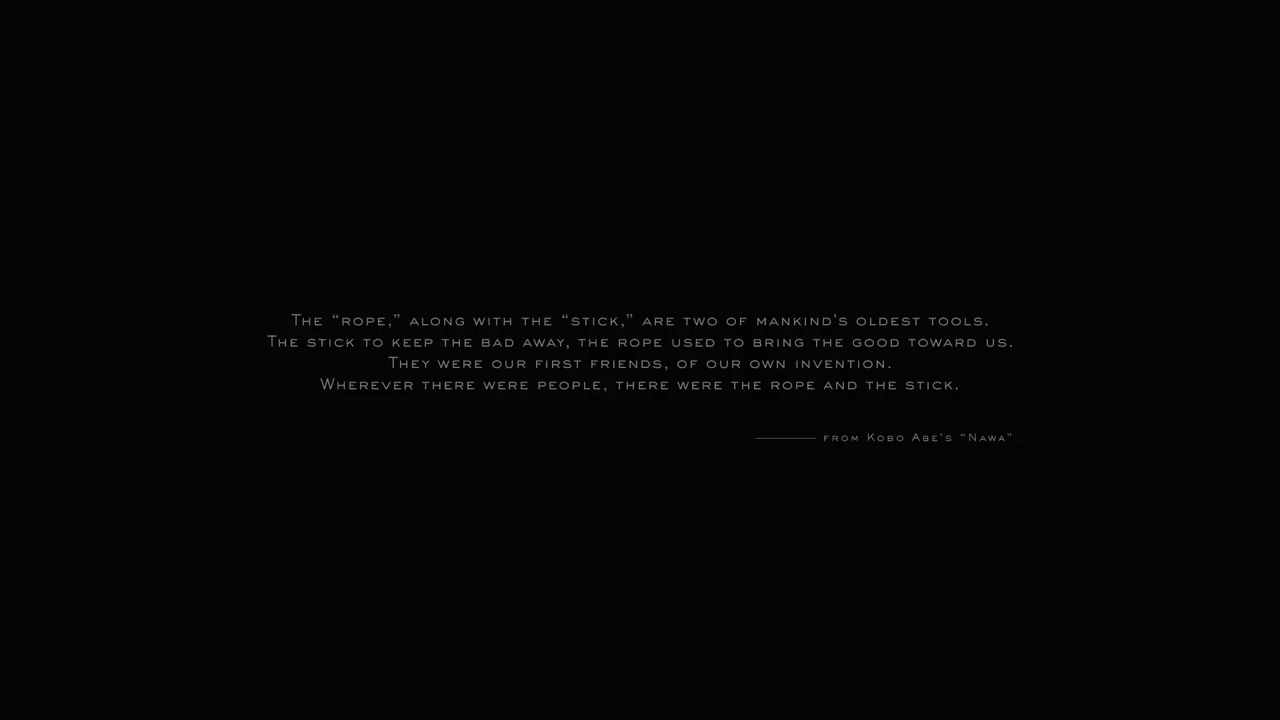 The “rope,” along with the “stick,” are two of mankind's oldest tools.
The stick to keep the bad away, the rope used to bring the good toward us.
They were our first friends, of our own invention.
Wherever there were people, there were the rope and the stick.
——— from Kobo Abe's “Nawa”